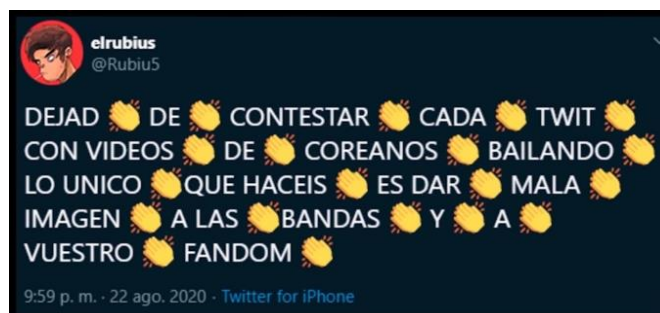 elrubius
@Rubiu5
DEJAD 👏 DE 👏 CONTESTAR 👏 CADA 👏 TWIT 👏
CON VIDEOS 👏 DE 👏 COREANOS 👏 BAILANDO 👏
LO UNICO 👏QUE HACEIS 👏 ES DAR 👏 MALA 👏
IMAGEN 👏 A LAS 👏BANDAS 👏 Y 👏 A 👏
VUESTRO 👏 FANDOM 👏
9:59 p. m. · 22 ago. 2020 · Twitter for iPhone